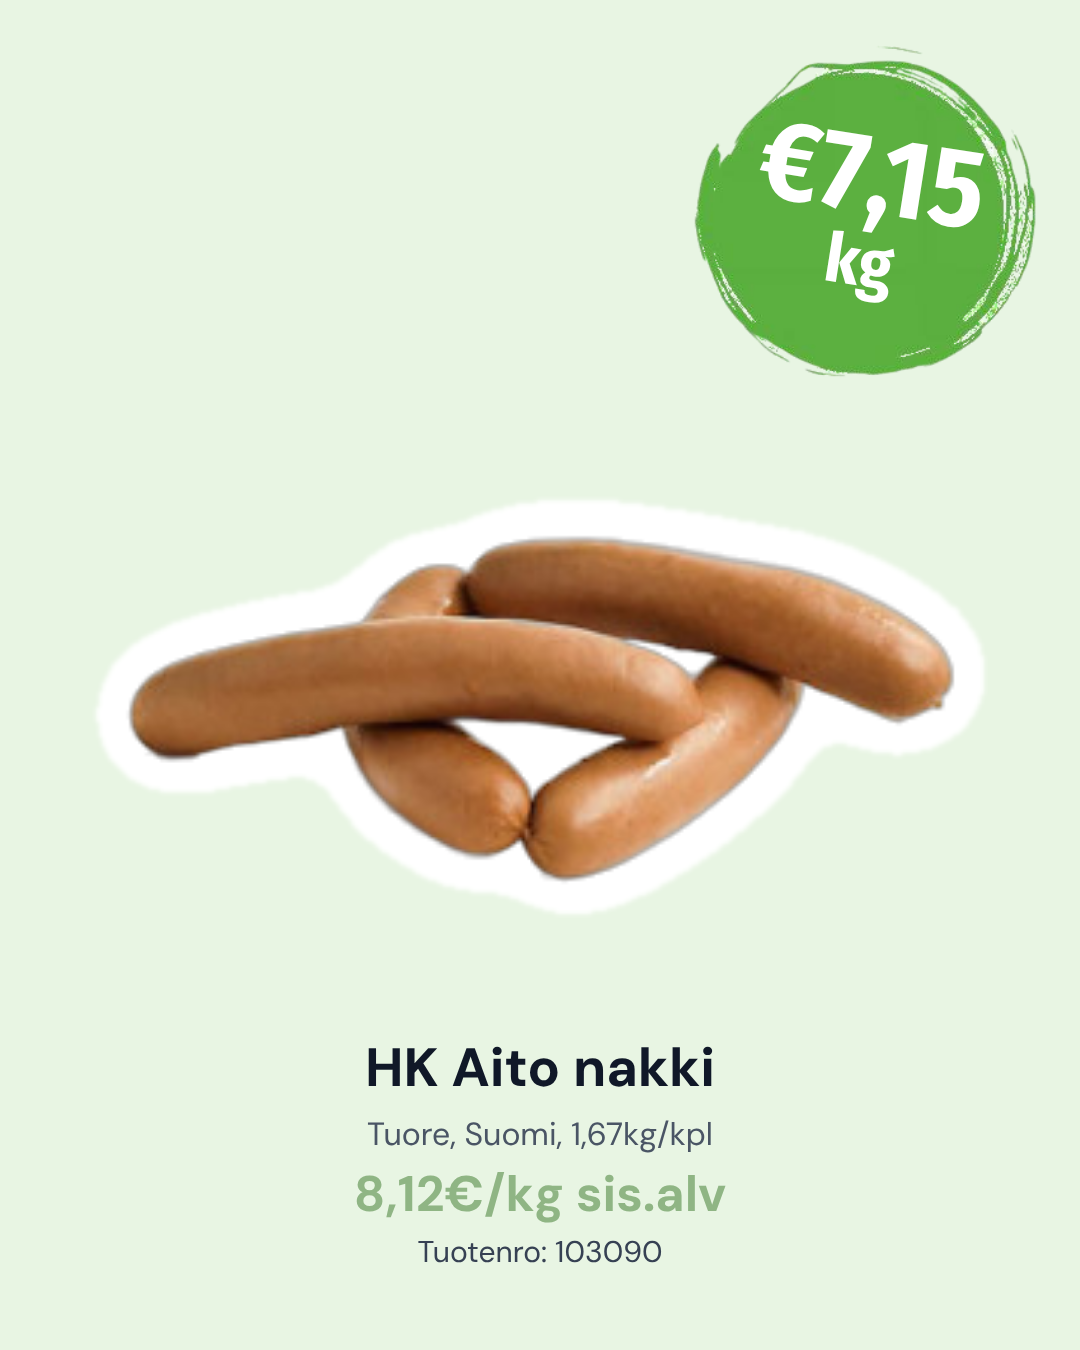 €7,15
kg
HK Aito nakki
Tuore, Suomi, 1,67kg/kpl
8,12€/kg sis.alv
Tuotenro: 103090